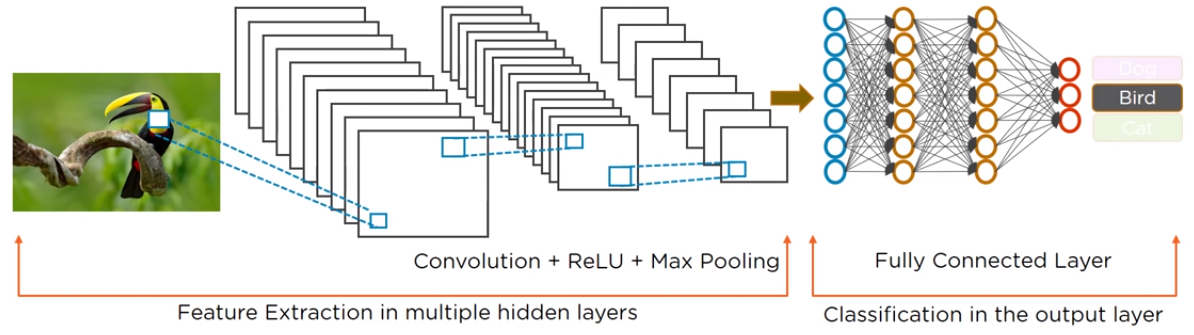 Dog
Bird
Cat
Convolution + ReLU + Max Pooling
Fully Connected Layer
Feature Extraction in multiple hidden layers
Classification in the output layer